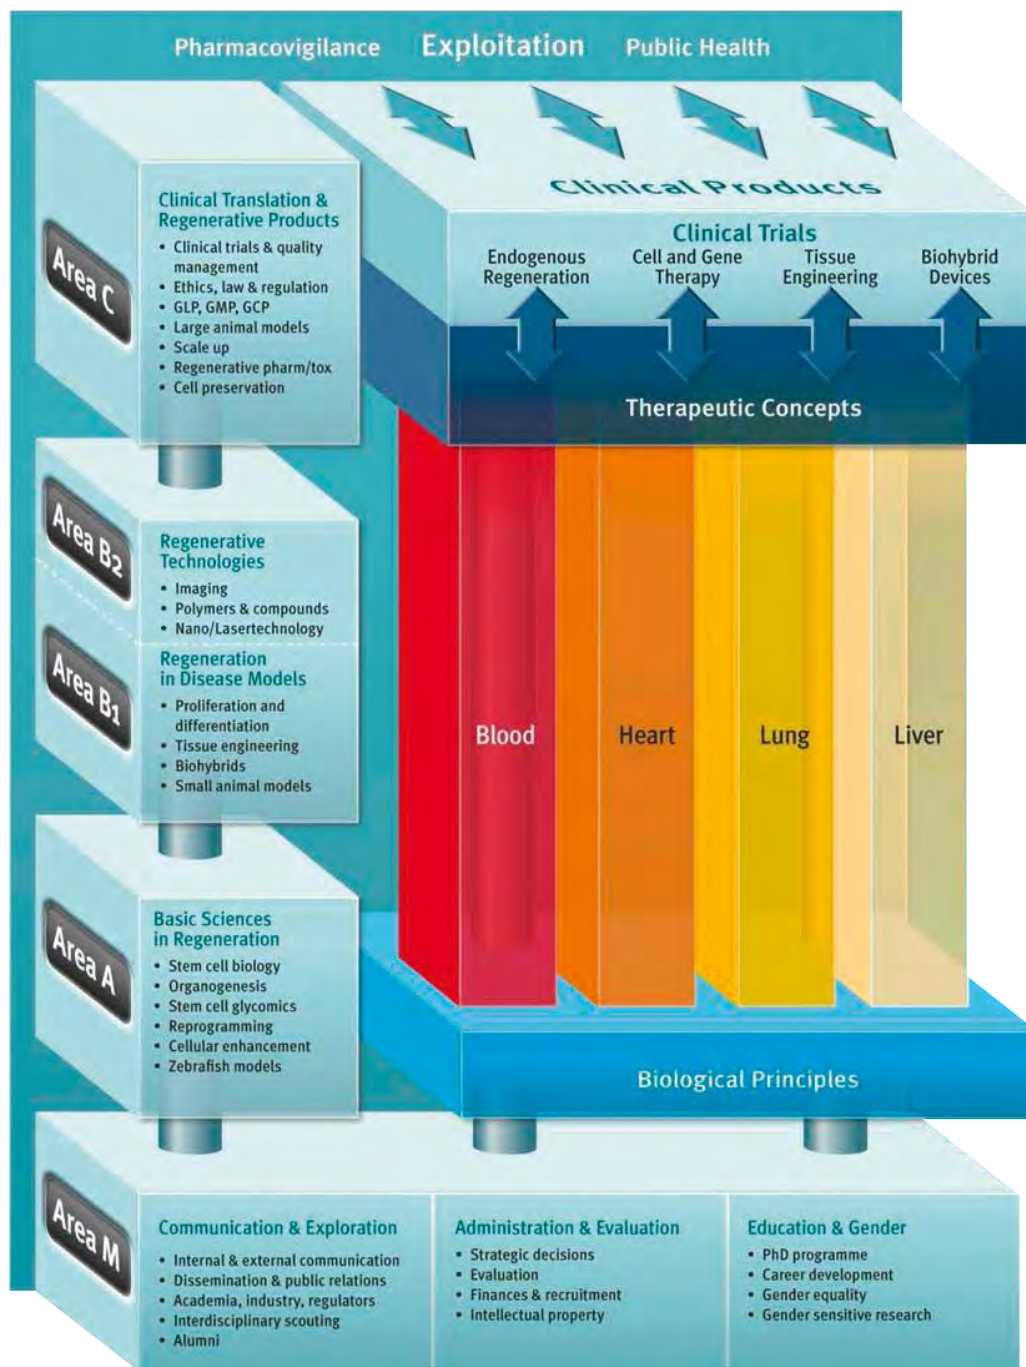 Pharmacovigilance Exploitation Public Health
Clinical Products
Clinical Trials
Endogenous
Regeneration
Cell and Gene
Therapy
Tissue
Engineering
Biohybrid
Devices
Therapeutic Concepts
Area C
Clinical Translation &
Regenerative Products
• Clinical trials & quality
management
• Ethics, law & regulation
• GLP, GMP, GCP
• Large animal models
• Scale up
• Regenerative pharm/tox
• Cell preservation
Area B2
Regenerative
Technologies
• Imaging
• Polymers & compounds
• Nano/Lasertechnology
Area B1
Regeneration
in Disease Models
• Proliferation and
differentiation
• Tissue engineering
• Biohybrids
• Small animal models
Blood
Heart
Lung
Liver
Area A
Basic Sciences
in Regeneration
• Stem cell biology
• Organogenesis
• Stem cell glycomics
• Reprogramming
• Cellular enhancement
• Zebrafish models
Biological Principles
Area M
Communication & Exploration
• Internal & external communication
• Dissemination & public relations
• Academia, industry, regulators
• Interdisciplinary scouting
• Alumni
Administration & Evaluation
• Strategic decisions
• Evaluation
• Finances & recruitment
• Intellectual property
Education & Gender
• PhD programme
• Career development
• Gender equality
• Gender sensitive research